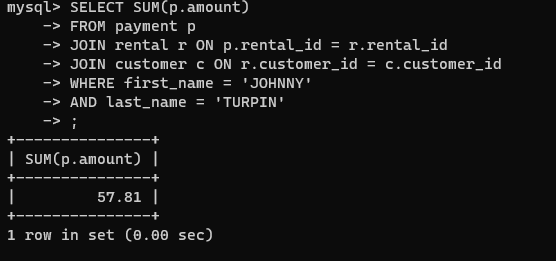 mysql> SELECT SUM(p.amount)
    -> FROM payment p
    -> JOIN rental r ON p.rental_id = r.rental_id
    -> JOIN customer c ON r.customer_id = c.customer_id
    -> WHERE first_name = 'JOHNNY'
    -> AND last_name = 'TURPIN'
    -> ;
+---------------+
| SUM(p.amount) |
+---------------+
|         57.81 |
+---------------+
1 row in set (0.00 sec)